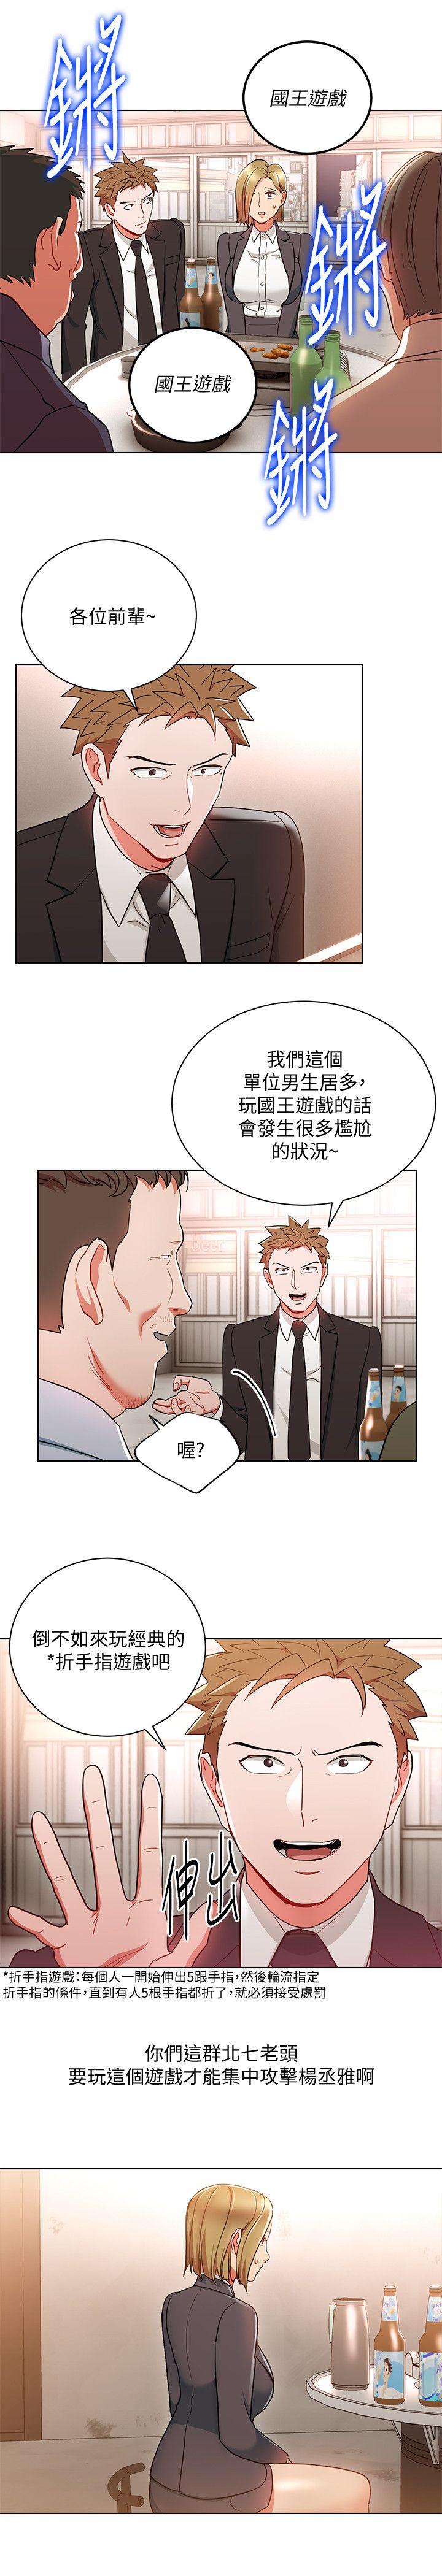 鏘
國王遊戲
鏘
國王遊戲
鏘
各位前輩~
我們這個
單位男生居多，
玩國王遊戲的話
會發生很多尷尬
的狀況~
喔?
倒不如來玩經典的
*折手指遊戲吧
伸出
*折手指遊戲：每個人一開始伸出5跟手指，然後輪流指定
折手指的條件，直到有人5根手指都折了，就必須接受處罰
你們這群北七老頭
要玩這個遊戲才能集中攻擊楊丞雅啊